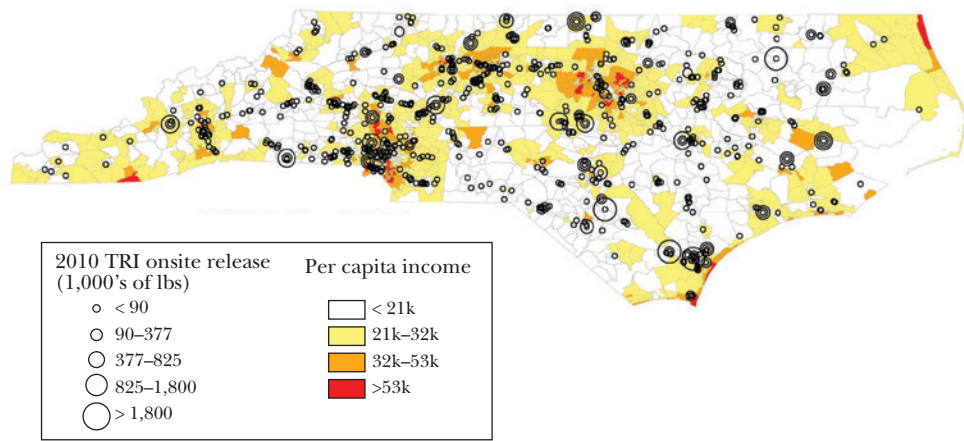 2010 TRI onsite release
(1,000's of lbs)
< 90
90–377
377–825
825–1,800
> 1,800
Per capita income
< 21k
21k–32k
32k–53k
>53k